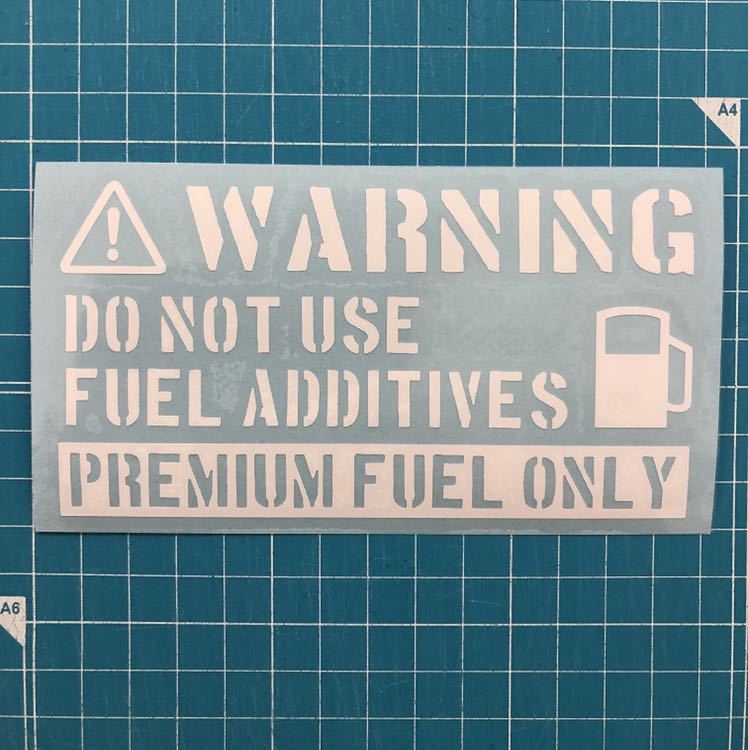 A4
WARNING
DO NOT USE
FUEL ADDITIVES
PREMIUM FUEL ONLY
A6